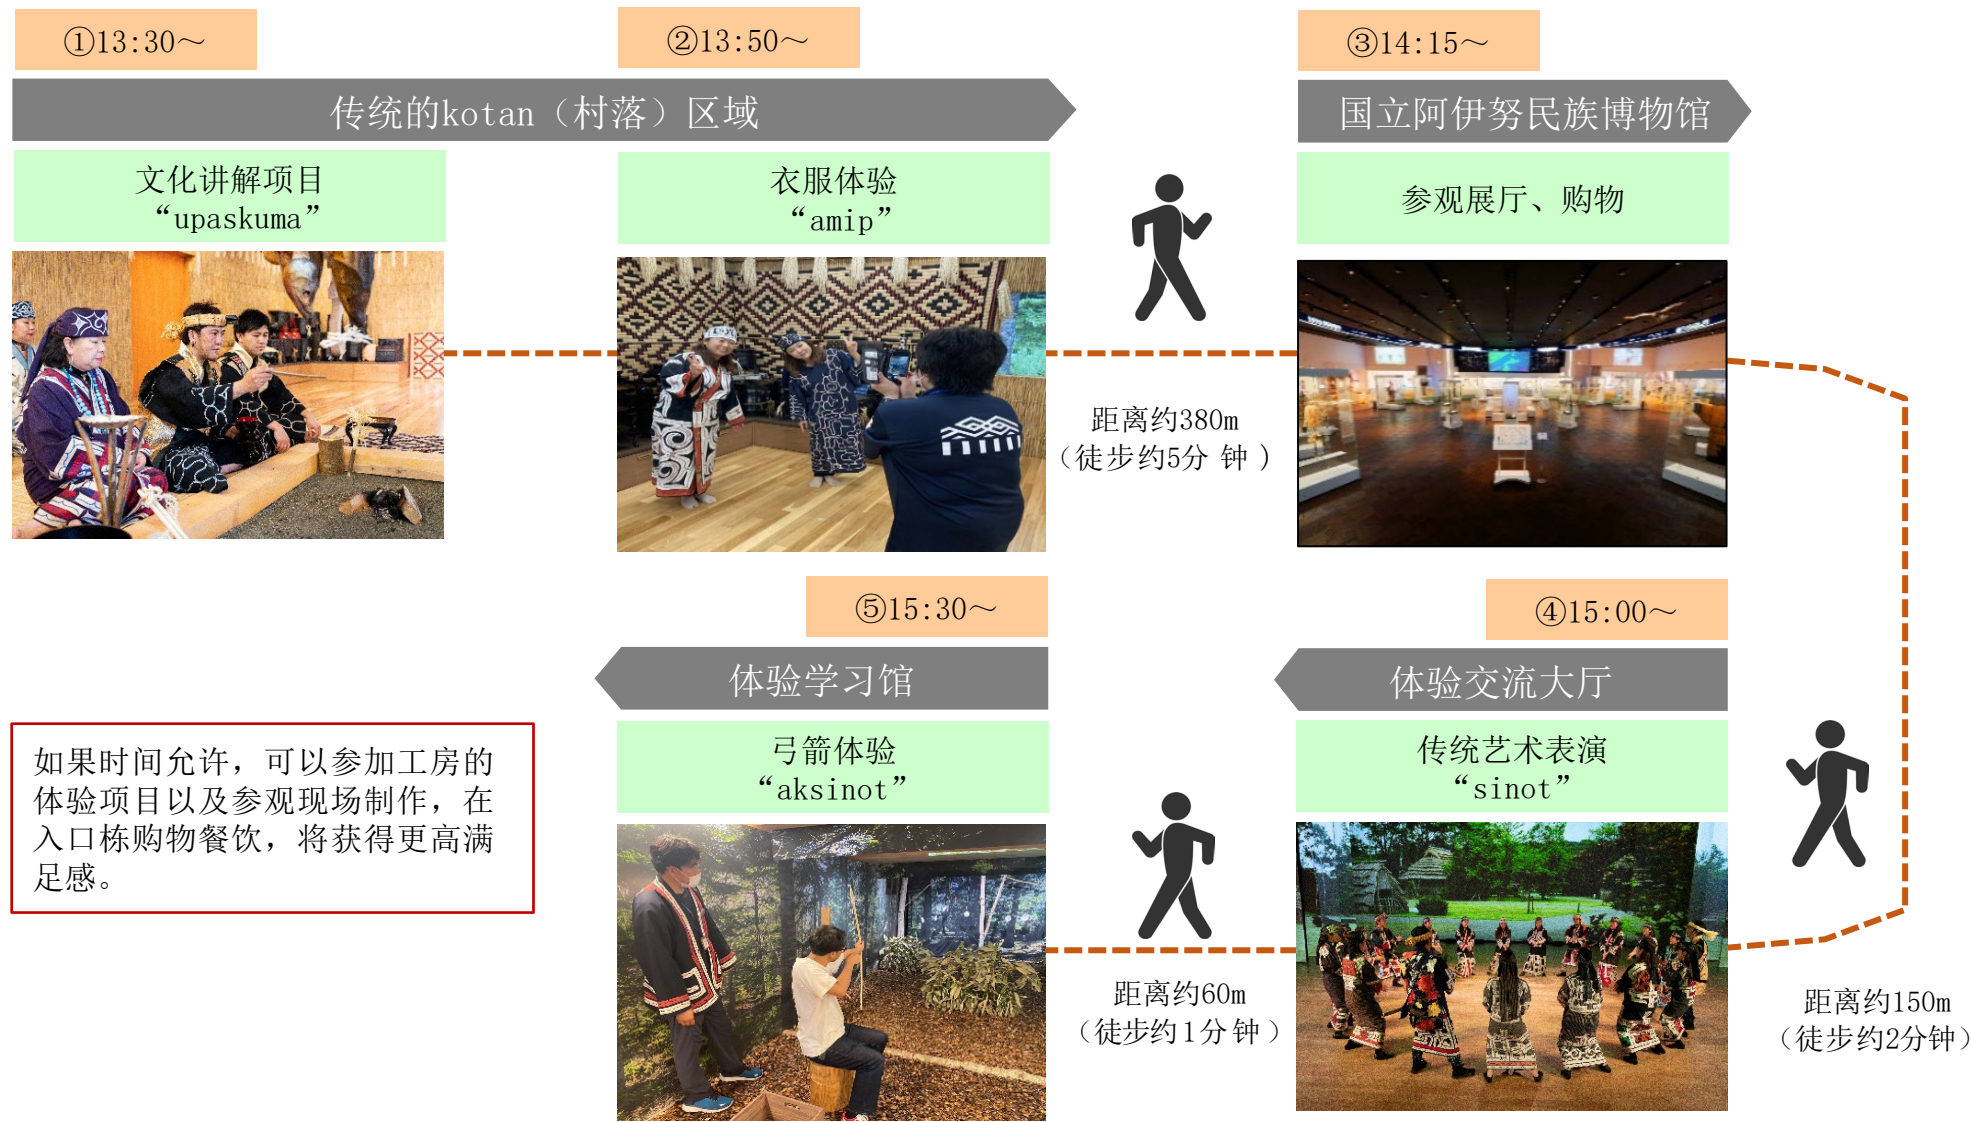 ①13:30～
②13:50～
③14:15～
传统的kotan（村落）区域
国立阿伊努民族博物馆
文化讲解项目
“upaskuma”
衣服体验
“amip”
参观展厅、购物
距离约380m
（徒步约5分 钟 ）
⑤15:30～
④15:00～
体验学习馆
体验交流大厅
弓箭体验
“aksinot”
传统艺术表演
“sinot”
如果时间允许，可以参加工房的
体验项目以及参观现场制作，在
入口栋购物餐饮，将获得更高满
足感。
距离约60m
（徒步约1分 钟 ）
距离约150m
（徒步约2分钟）